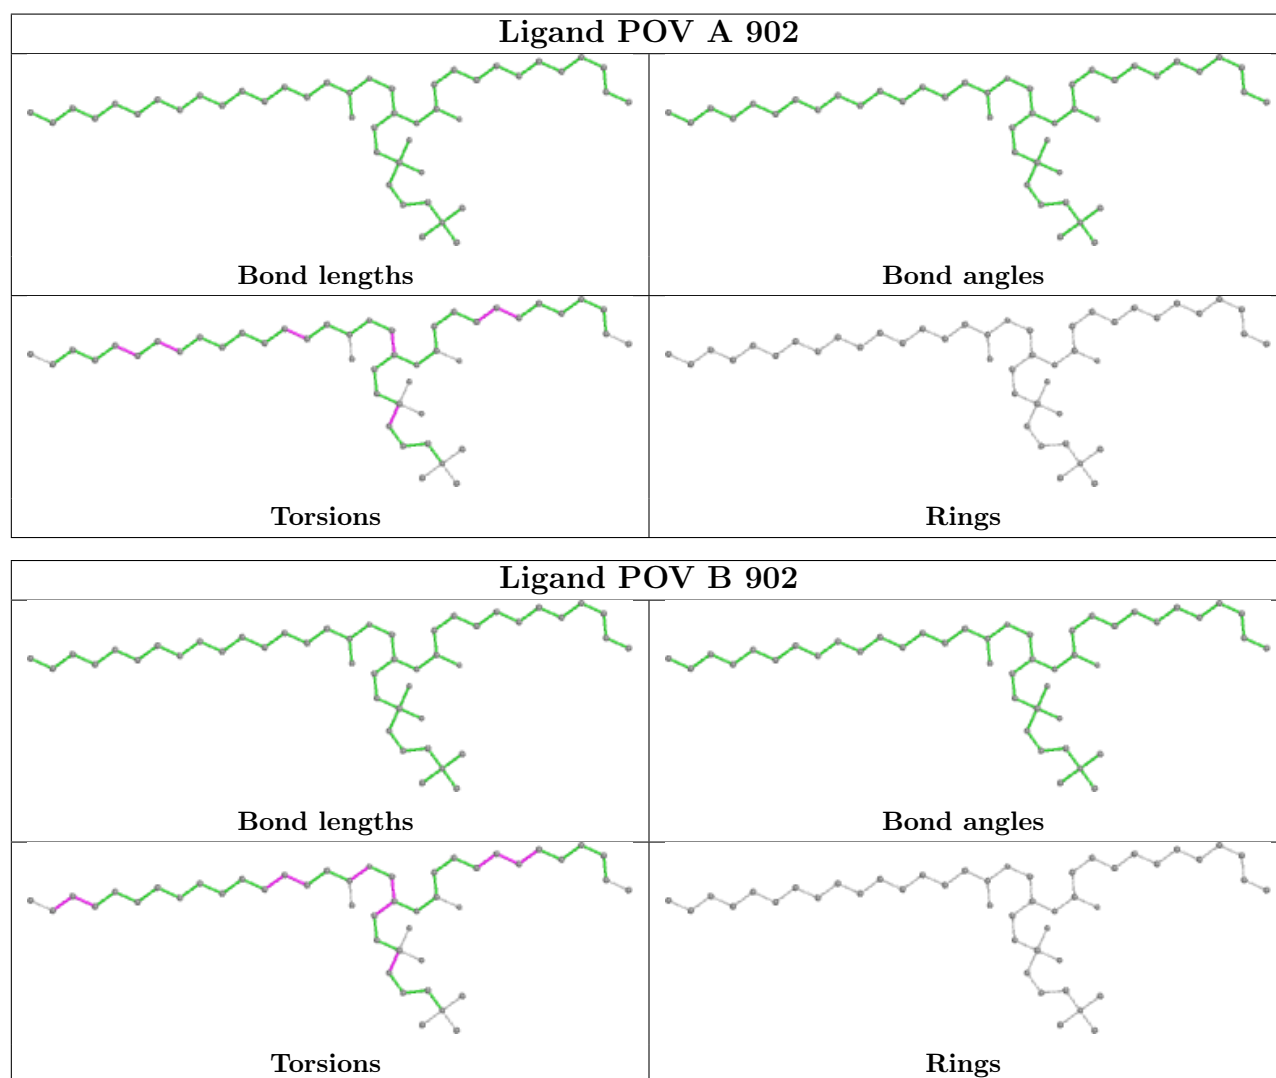 Ligand POV A 902
Bond lengths
Bond angles
Torsions
Rings
Ligand POV B 902
Bond lengths
Bond angles
Torsions
Rings